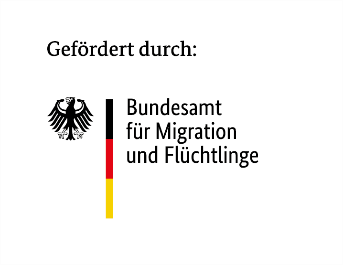 Gefördert durch:
Bundesamt
für Migration
und Flüchtlinge